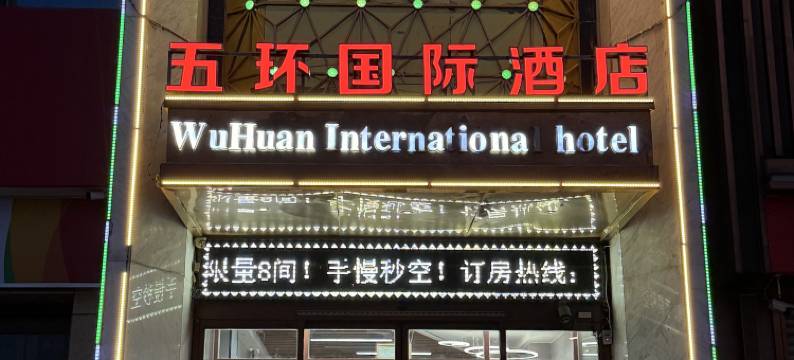 五环国际酒店
WuHuan International hotel
限量8间！手慢秒空！订房热线：